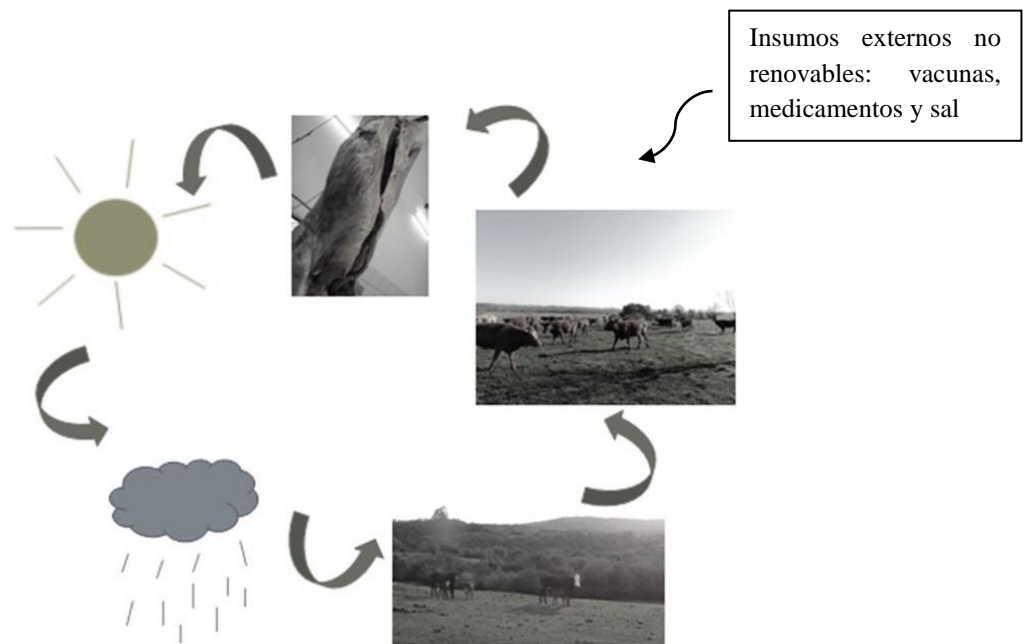 Insumos externos no
renovables: vacunas,
medicamentos y sal